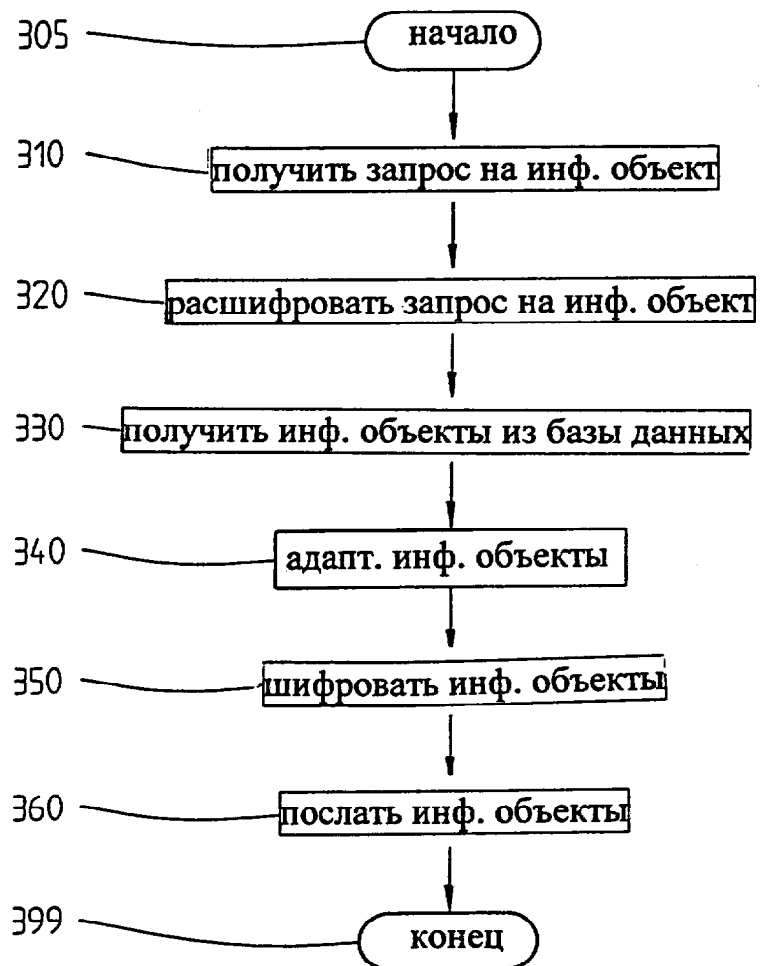 305 начало
310 получить запрос на инф. объект
320 расшифровать запрос на инф. объект
330 получить инф. объекты из базы данных
340 адапт. инф. объекты
350 шифровать инф. объекты
360 послать инф. объекты
399 конец